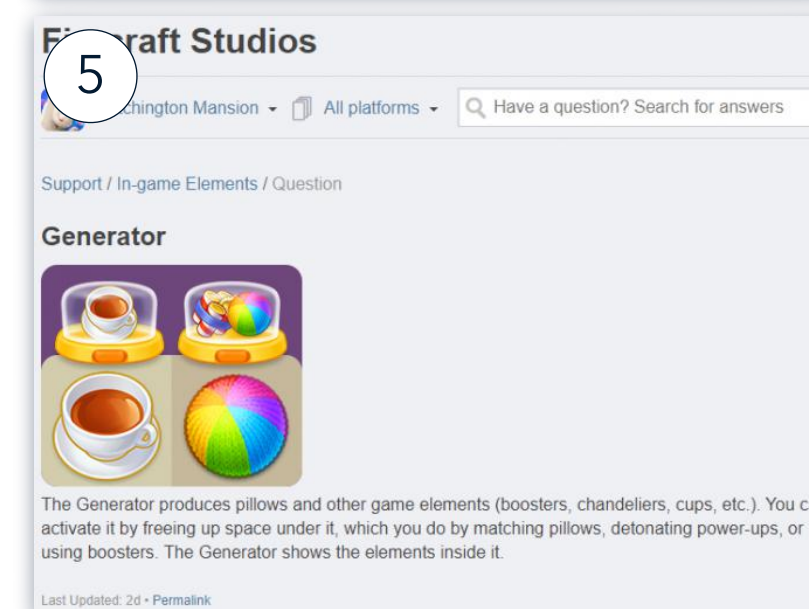 Studios
5
Mansion All platforms Have a question? Search for answers
Support / In-game Elements / Question
Generator
The Generator produces pillows and other game elements (boosters, chandeliers, cups, etc.). You
activate it by freeing up space under it, which you do by matching pillows, detonating power-ups, or
using boosters. The Generator shows the elements inside it.
Last Updated: 2d • Permalink